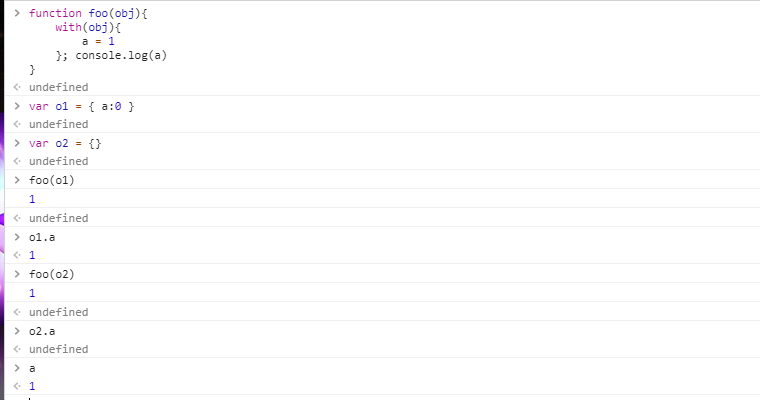 > function foo(obj){
with(obj){
a = 1
}; console.log(a)
}
<· undefined
> var o1 = { a:0 }
<· undefined
> var o2 = {}
<· undefined
> foo(o1)
1
<· undefined
> o1.a
<· 1
> foo(o2)
1
<· undefined
> o2.a
<· undefined
> a
<· 1